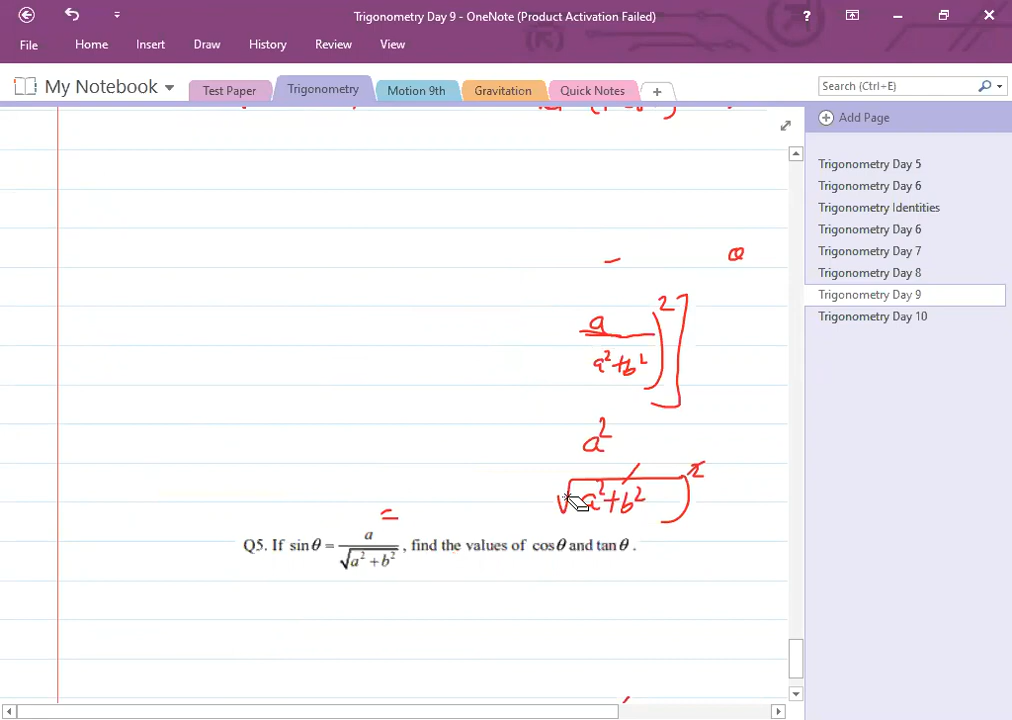 Trigonometry Day 9 - OneNote (Product Activation Failed)
?
File Home Insert Draw History Review View
My Notebook Test Paper Trigonometry Motion 9th Gravitation Quick Notes +
Search (Ctrl+E)
Add Page
Trigonometry Day 5
Trigonometry Day 6
Trigonometry Identities
Trigonometry Day 6
Trigonometry Day 7
Trigonometry Day 8
Trigonometry Day 9
Trigonometry Day 10
a
a²+b²)²]
a²
√a²+b²)²
=
Q5. If sinθ = a/√(a²+b²), find the values of cosθ and tanθ.